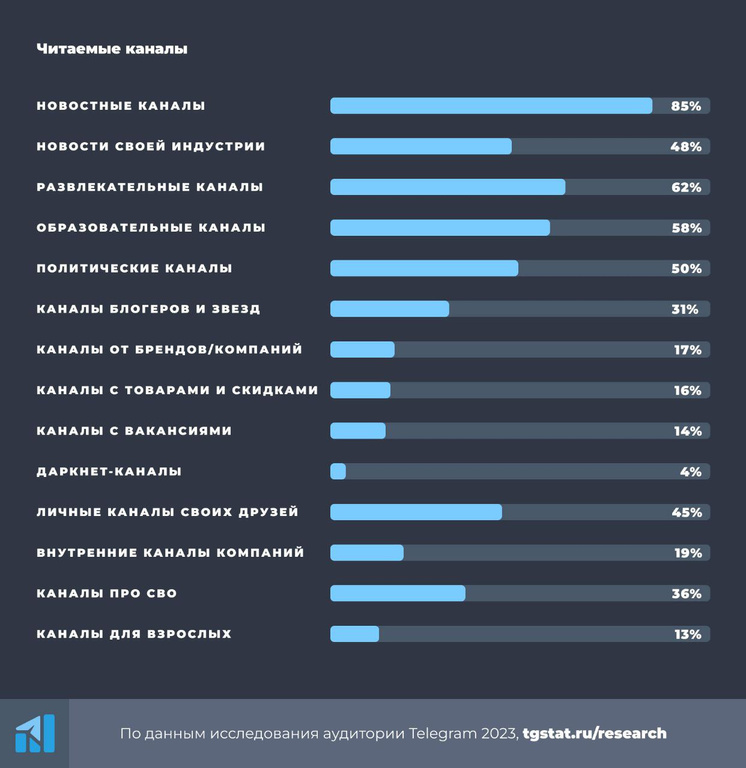 Читаемые каналы
НОВОСТНЫЕ КАНАЛЫ 85%
НОВОСТИ СВОЕЙ ИНДУСТРИИ 48%
РАЗВЛЕКАТЕЛЬНЫЕ КАНАЛЫ 62%
ОБРАЗОВАТЕЛЬНЫЕ КАНАЛЫ 58%
ПОЛИТИЧЕСКИЕ КАНАЛЫ 50%
КАНАЛЫ БЛОГЕРОВ И ЗВЕЗД 31%
КАНАЛЫ ОТ БРЕНДОВ/КОМПАНИЙ 17%
КАНАЛЫ С ТОВАРАМИ И СКИДКАМИ 16%
КАНАЛЫ С ВАКАНСИЯМИ 14%
ДАРКНЕТ-КАНАЛЫ 4%
ЛИЧНЫЕ КАНАЛЫ СВОИХ ДРУЗЕЙ 45%
ВНУТРЕННИЕ КАНАЛЫ КОМПАНИЙ 19%
КАНАЛЫ ПРО СВО 36%
КАНАЛЫ ДЛЯ ВЗРОСЛЫХ 13%
По данным исследования аудитории Telegram 2023, tgstat.ru/research